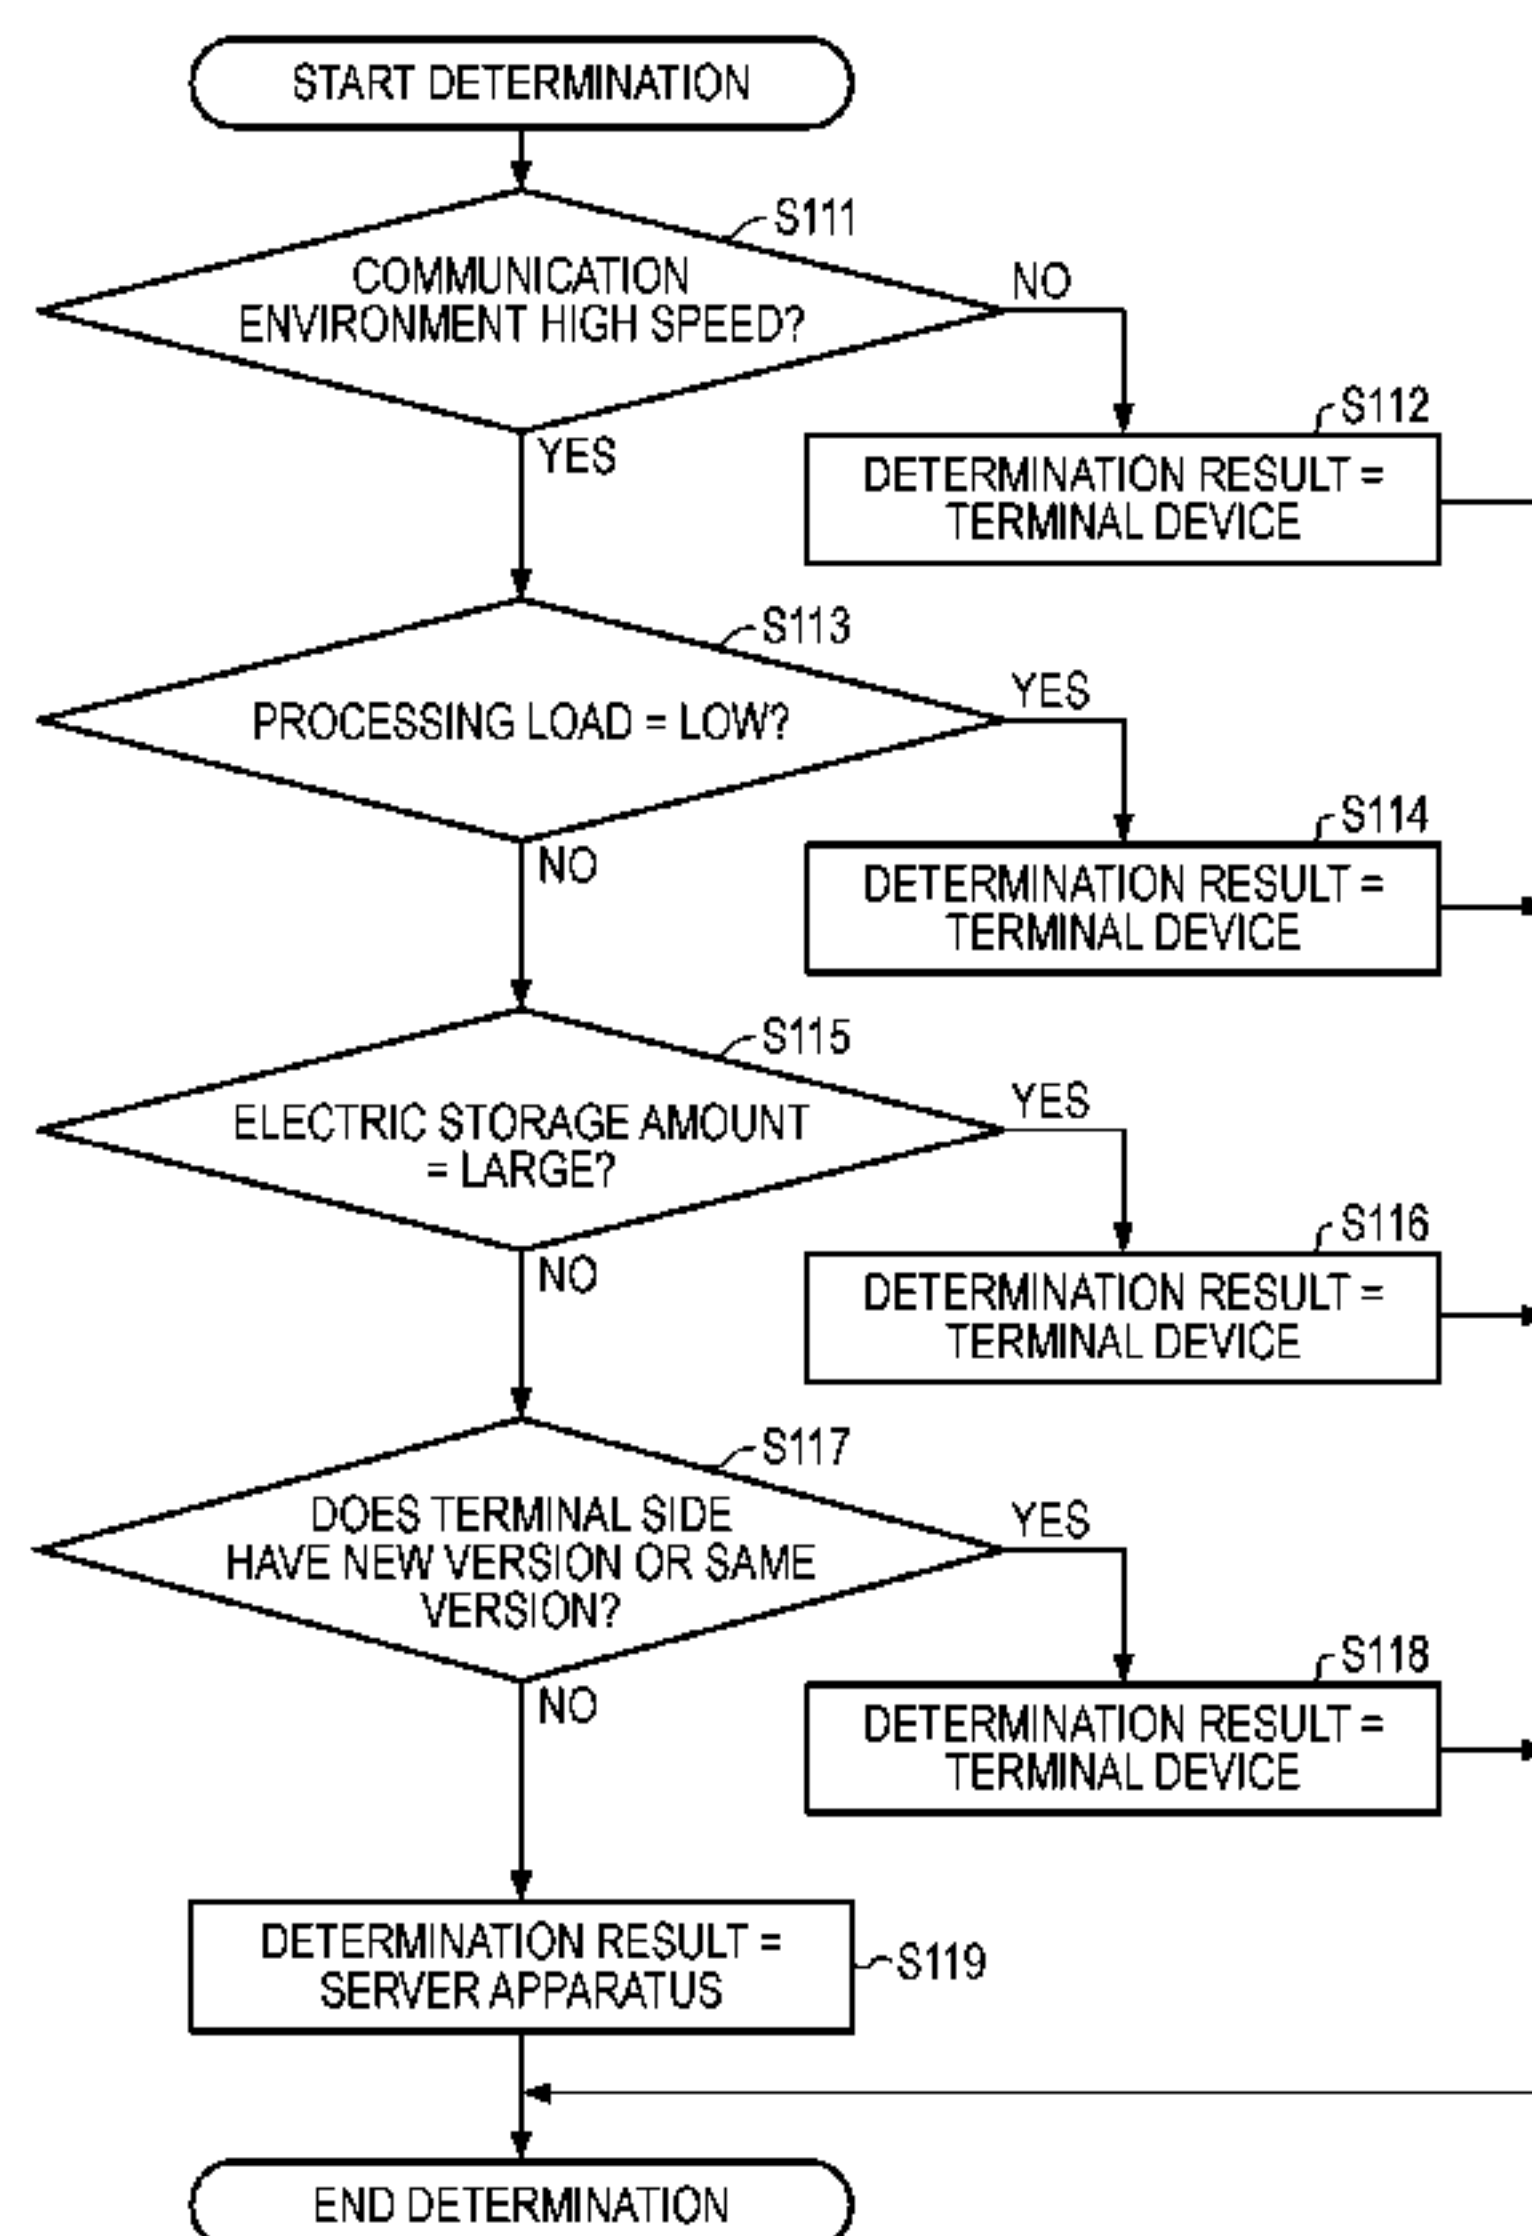 START DETERMINATION
S111
COMMUNICATION
ENVIRONMENT HIGH SPEED?
NO
YES
S112
DETERMINATION RESULT =
TERMINAL DEVICE
S113
PROCESSING LOAD = LOW?
YES
NO
S114
DETERMINATION RESULT =
TERMINAL DEVICE
S115
ELECTRIC STORAGE AMOUNT
= LARGE?
YES
NO
S116
DETERMINATION RESULT =
TERMINAL DEVICE
S117
DOES TERMINAL SIDE
HAVE NEW VERSION OR SAME
VERSION?
YES
NO
S118
DETERMINATION RESULT =
TERMINAL DEVICE
DETERMINATION RESULT =
SERVER APPARATUS
S119
END DETERMINATION